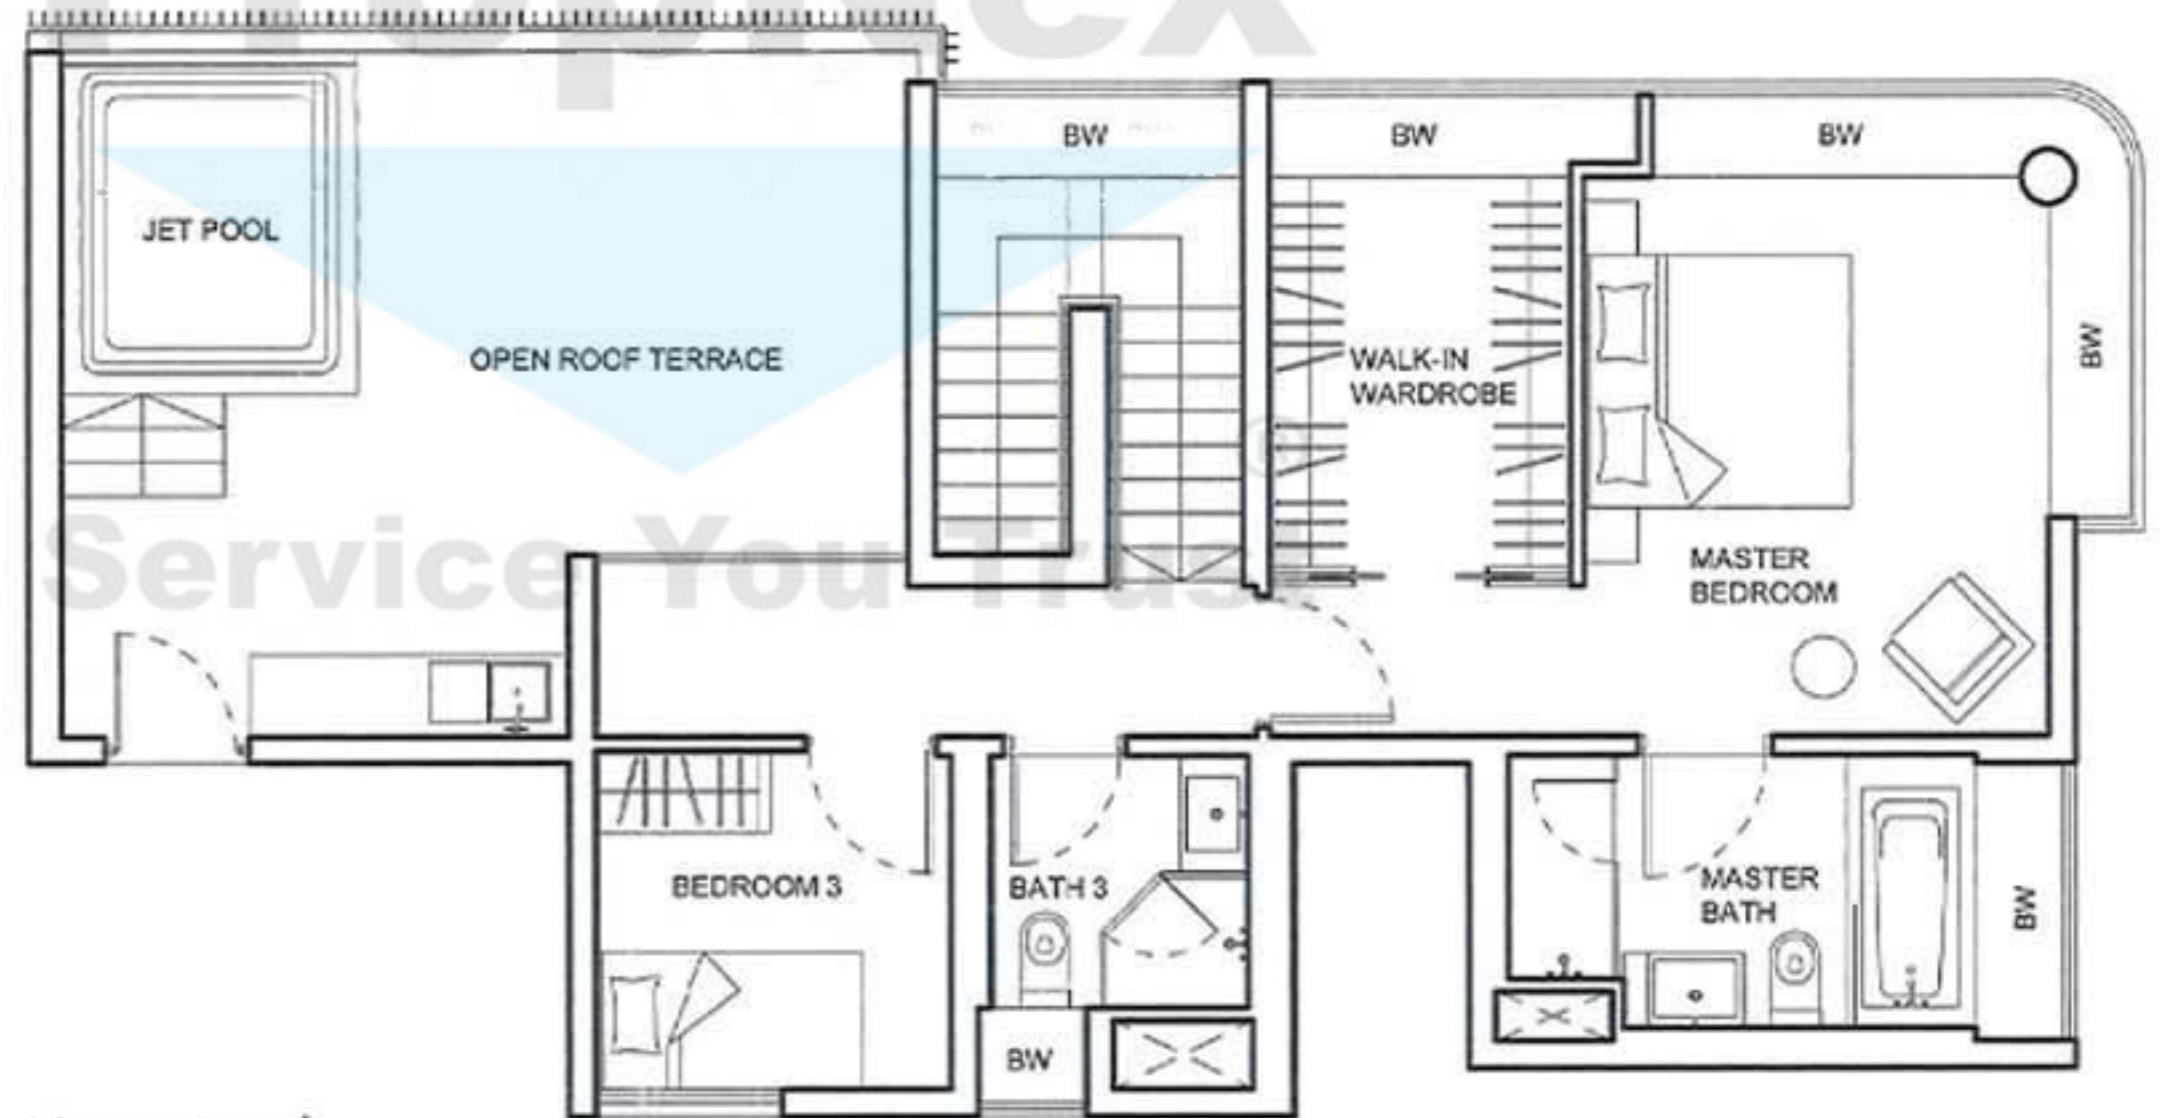 BW
BW
BW
JET POOL
OPEN ROOF TERRACE
WALK-IN
WARDROBE
BW
®
Service You Trust
MASTER
BEDROOM
BEDROOM 3
BATH 3
MASTER
BATH
BW
BW